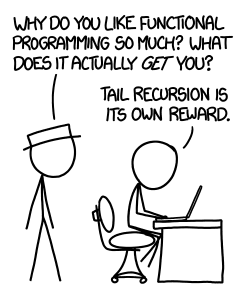 WHY DO YOU LIKE FUNCTIONAL
PROGRAMMING SO MUCH? WHAT
DOES IT ACTUALLY GET YOU?
TAIL RECURSION IS
ITS OWN REWARD.